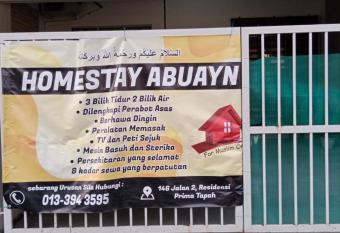 السلام عليكم ورحمة الله وبركاته
HOMESTAY ABUAYN
• 3 Bilik Tidur 2 Bilik Air
• Dilengkapi Perabot Asas
• Berhawa Dingin
• Peralatan Memasak
• TV dan Peti Sejuk
• Mesin Basuh dan Sterika
• Persekitaran yang selamat
& kadar sewa yang berpatutan
For Muslim
sebarang Urusan Sila Hubungi :
013-394 3595
146 Jalan 2, Residensi
Prima Tapah